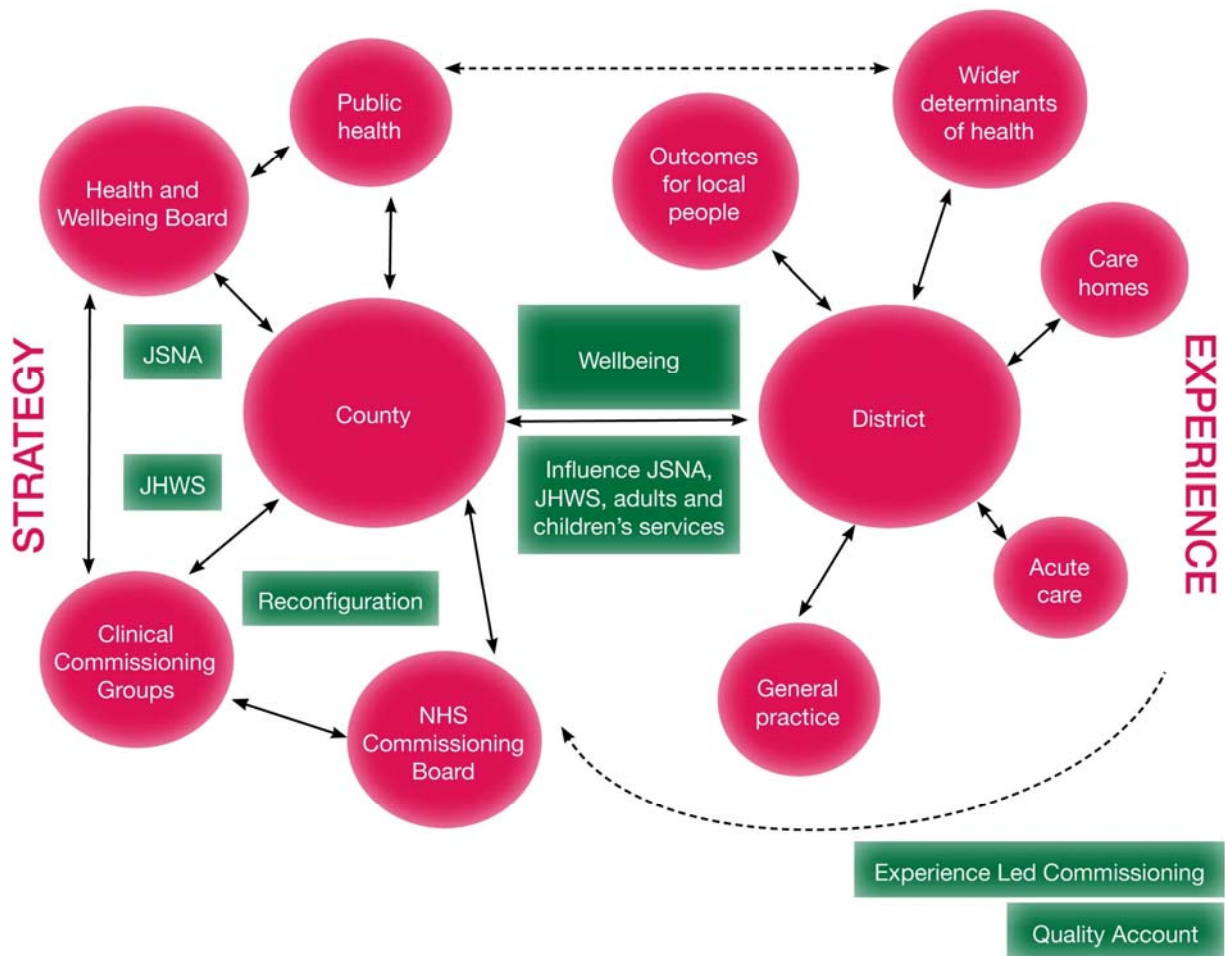 Public
health
Wider
determinants
of health
Outcomes
for local
people
Health and
Wellbeing Board
Care
homes
STRATEGY
JSNA
Wellbeing
County
District
EXPERIENCE
JHWS
Influence JSNA,
JHWS, adults and
children's services
Reconfiguration
Acute
care
Clinical
Commissioning
Groups
General
practice
NHS
Commissioning
Board
Experience Led Commissioning
Quality Account